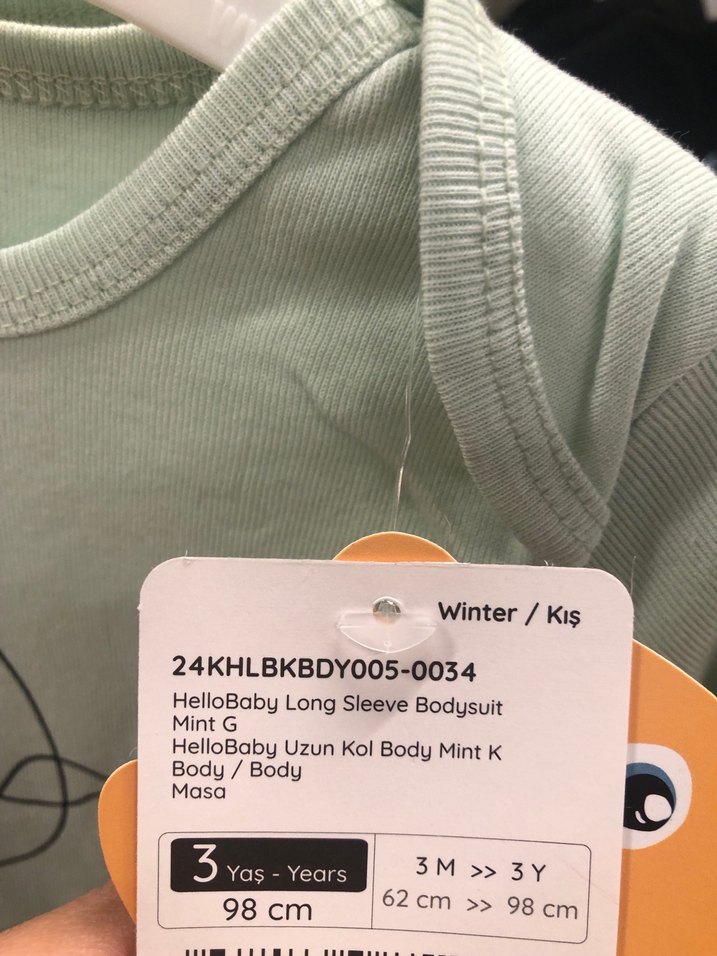 Winter / Kış
24KHLBKBDY005-0034
HelloBaby Long Sleeve Bodysuit
Mint G
HelloBaby Uzun Kol Body Mint K
Body / Body
Masa
3 Yaş - Years
98 cm
3 M >> 3 Y
62 cm >> 98 cm